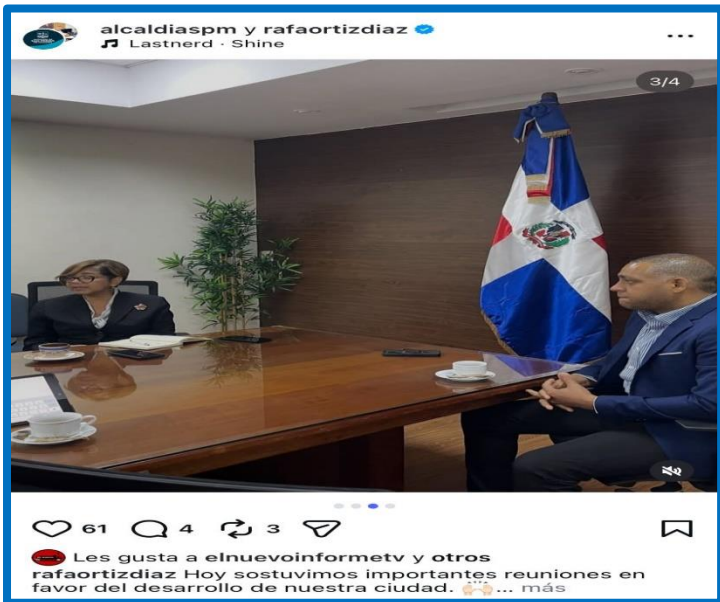 alcaldiaspm y rafaortizdiaz
Lastnerd · Shine
3/4
61 4 3
Les gusta a elnuevoinformetv y otros
rafaortizdiaz Hoy sostuvimos importantes reuniones en
favor del desarrollo de nuestra ciudad. 🙌🏻... más